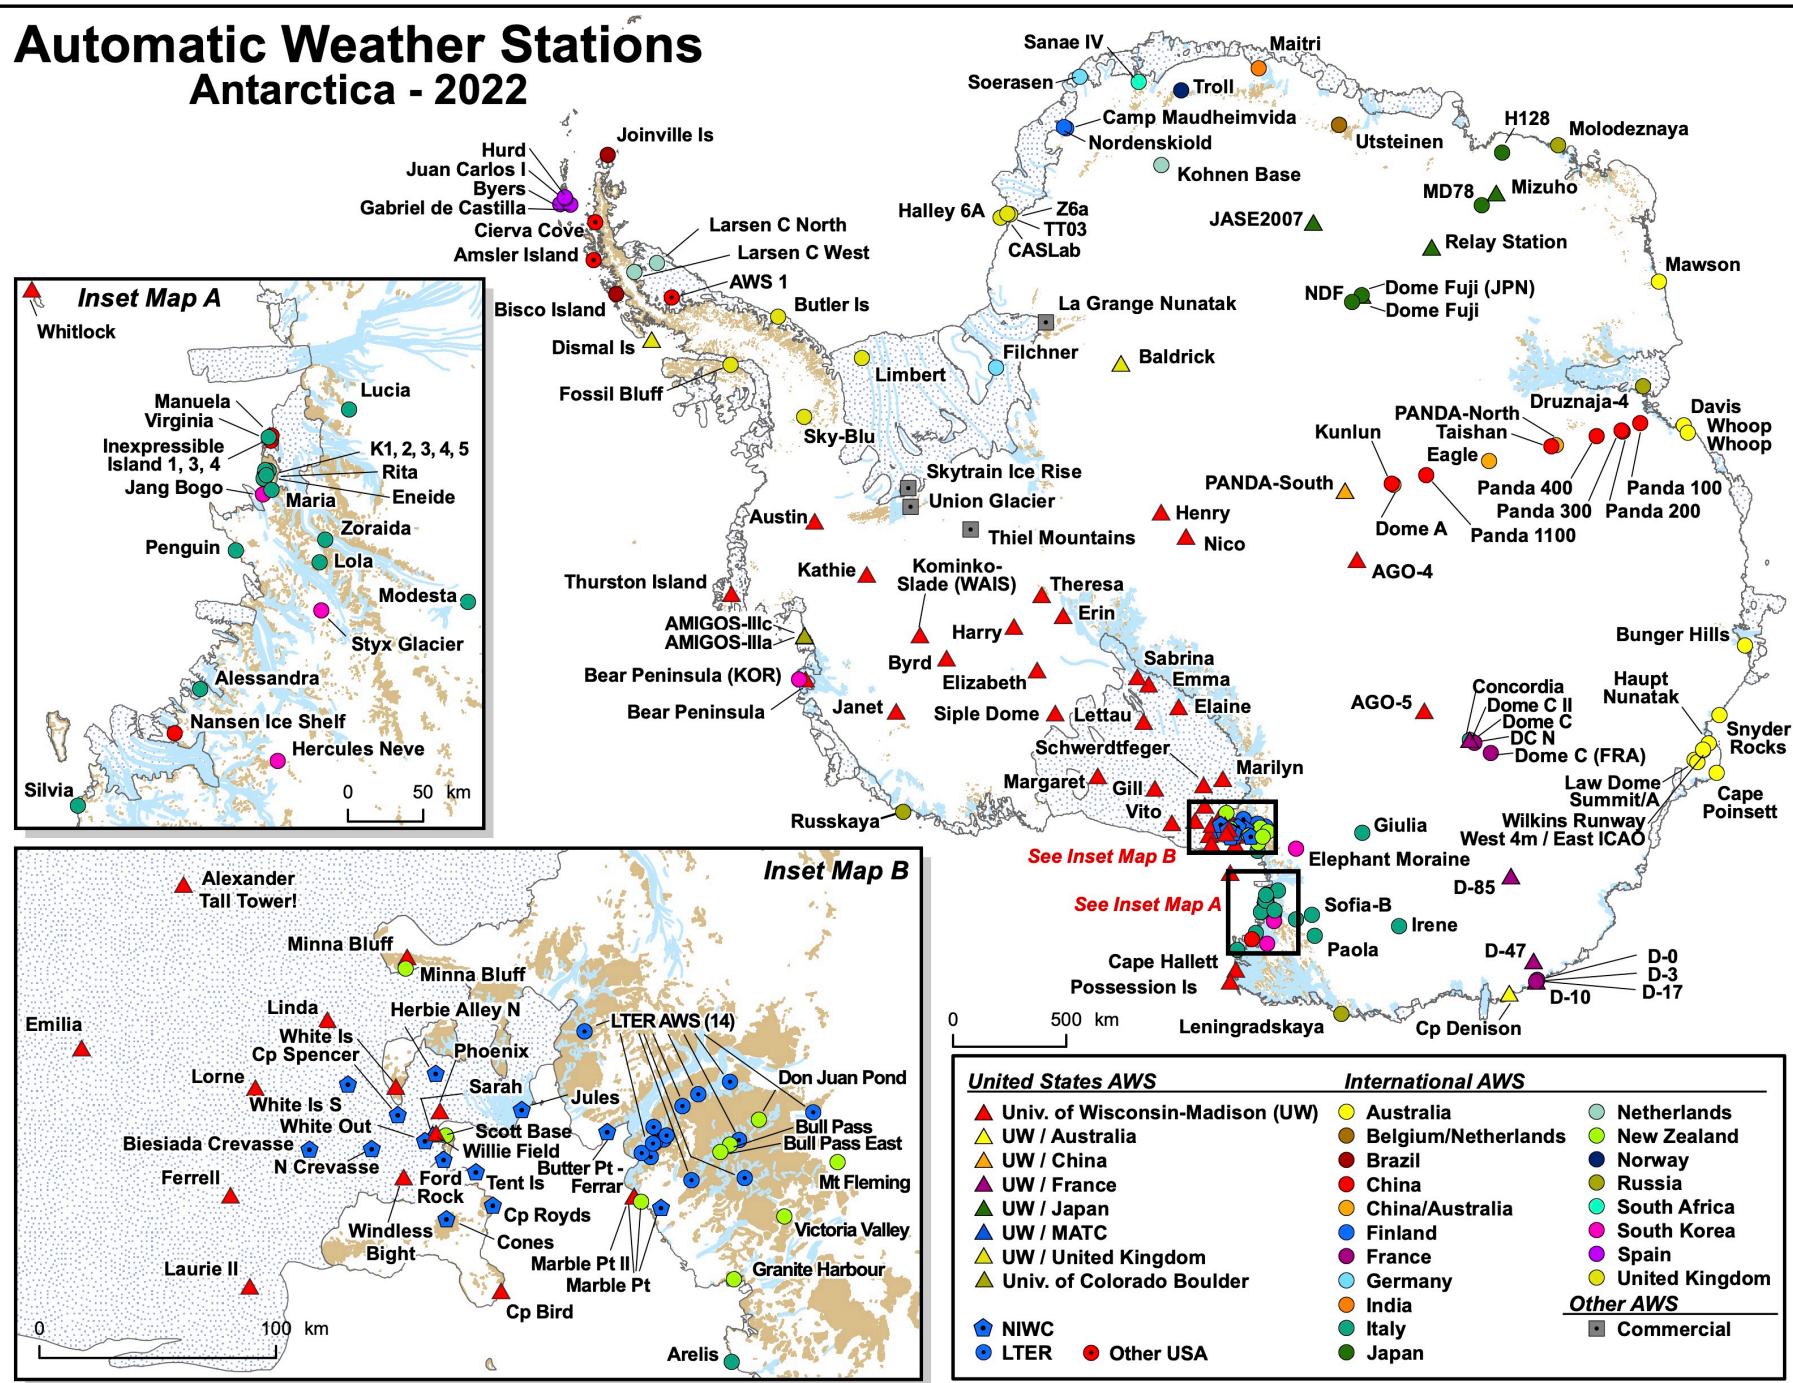 Automatic Weather Stations
Antarctica - 2022
Sanae IV
Maitri
Soerasen
Troll
Camp Maudheimvida
Nordenskiold
Utsteinen
H128
Molodeznaya
Kohnen Base
MD78
Mizuho
Halley 6A
Z6a
TT03
CASLab
JASE2007
Relay Station
Mawson
NDF
Dome Fuji (JPN)
Dome Fuji
La Grange Nunatak
Filchner
Baldrick
Joinville Is
Hurd
Juan Carlos I
Byers
Gabriel de Castilla
Cierva Cove
Amsler Island
Larsen C North
Larsen C West
AWS 1
Bisco Island
Butler Is
Dismal Is
Fossil Bluff
Limbert
Sky-Blu
Skytrain Ice Rise
Union Glacier
Thiel Mountains
Druznaja-4
Davis
Whoop
Whoop
PANDA-North
Taishan
Kunlun
Eagle
PANDA-South
Panda 400
Panda 300
Panda 100
Panda 200
Dome A
Panda 1100
Austin
Henry
Nico
AGO-4
Kathie
Kominko-
Slade (WAIS)
Theresa
Erin
Thurston Island
AMIGOS-IIIc
AMIGOS-IIIa
Harry
Byrd
Bear Peninsula (KOR)
Bear Peninsula
Elizabeth
Sabrina
Emma
Janet
Siple Dome
Lettau
Elaine
Schwerdtfeger
Marilyn
Margaret
Gill
Vito
Russkaya
Bunger Hills
Haupt
Nunatak
AGO-5
Concordia
Dome C II
Dome C
DC N
Dome C (FRA)
Snyder
Rocks
Law Dome
Summit/A
Cape
Poinsett
Wilkins Runway
West 4m / East ICAO
Giulia
Elephant Moraine
D-85
See Inset Map B
See Inset Map A
Sofia-B
Irene
Paola
Cape Hallett
Possession Is
D-47
D-0
D-3
D-17
D-10
Cp Denison
Leningradskaya
0 500 km
Inset Map A
Whitlock
Lucia
Manuela
Virginia
Inexpressible
Island 1, 3, 4
K1, 2, 3, 4, 5
Rita
Jang Bogo
Eneide
Maria
Zoraida
Penguin
Lola
Modesta
Styx Glacier
Alessandra
Nansen Ice Shelf
Hercules Neve
Silvia
0 50 km
Inset Map B
Alexander
Tall Tower!
Minna Bluff
Minna Bluff
Linda
Herbie Alley N
LTER AWS (14)
Emilia
White Is
Cp Spencer
Phoenix
Lorne
Sarah
Don Juan Pond
White Is S
Jules
White Out
Scott Base
Bull Pass
Biesiada Crevasse
Willie Field
Bull Pass East
N Crevasse
Butter Pt -
Ferrar
Ferrell
Ford
Rock
Tent Is
Mt Fleming
Cp Royds
Windless
Bight
Cones
Victoria Valley
Marble Pt II
Marble Pt
Laurie II
Granite Harbour
Cp Bird
Arelis
0 100 km
United States AWS
Univ. of Wisconsin-Madison (UW)
UW / Australia
UW / China
UW / France
UW / Japan
UW / MATC
UW / United Kingdom
Univ. of Colorado Boulder
NIWC
LTER
Other USA
International AWS
Australia
Belgium/Netherlands
Brazil
China
China/Australia
Finland
France
Germany
India
Italy
Japan
Netherlands
New Zealand
Norway
Russia
South Africa
South Korea
Spain
United Kingdom
Other AWS
Commercial